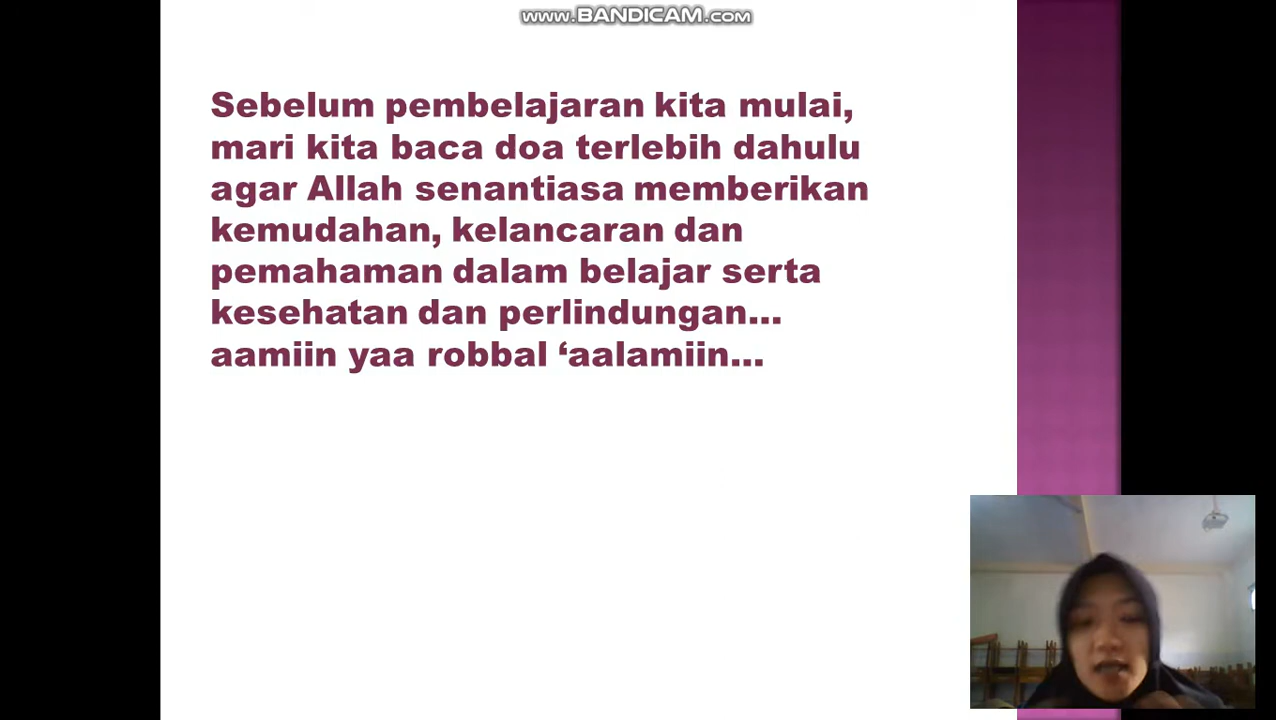 www.BANDICAM.com
Sebelum pembelajaran kita mulai,
mari kita baca doa terlebih dahulu
agar Allah senantiasa memberikan
kemudahan, kelancaran dan
pemahaman dalam belajar serta
kesehatan dan perlindungan…
aamiin yaa robbal ‘aalamiin…